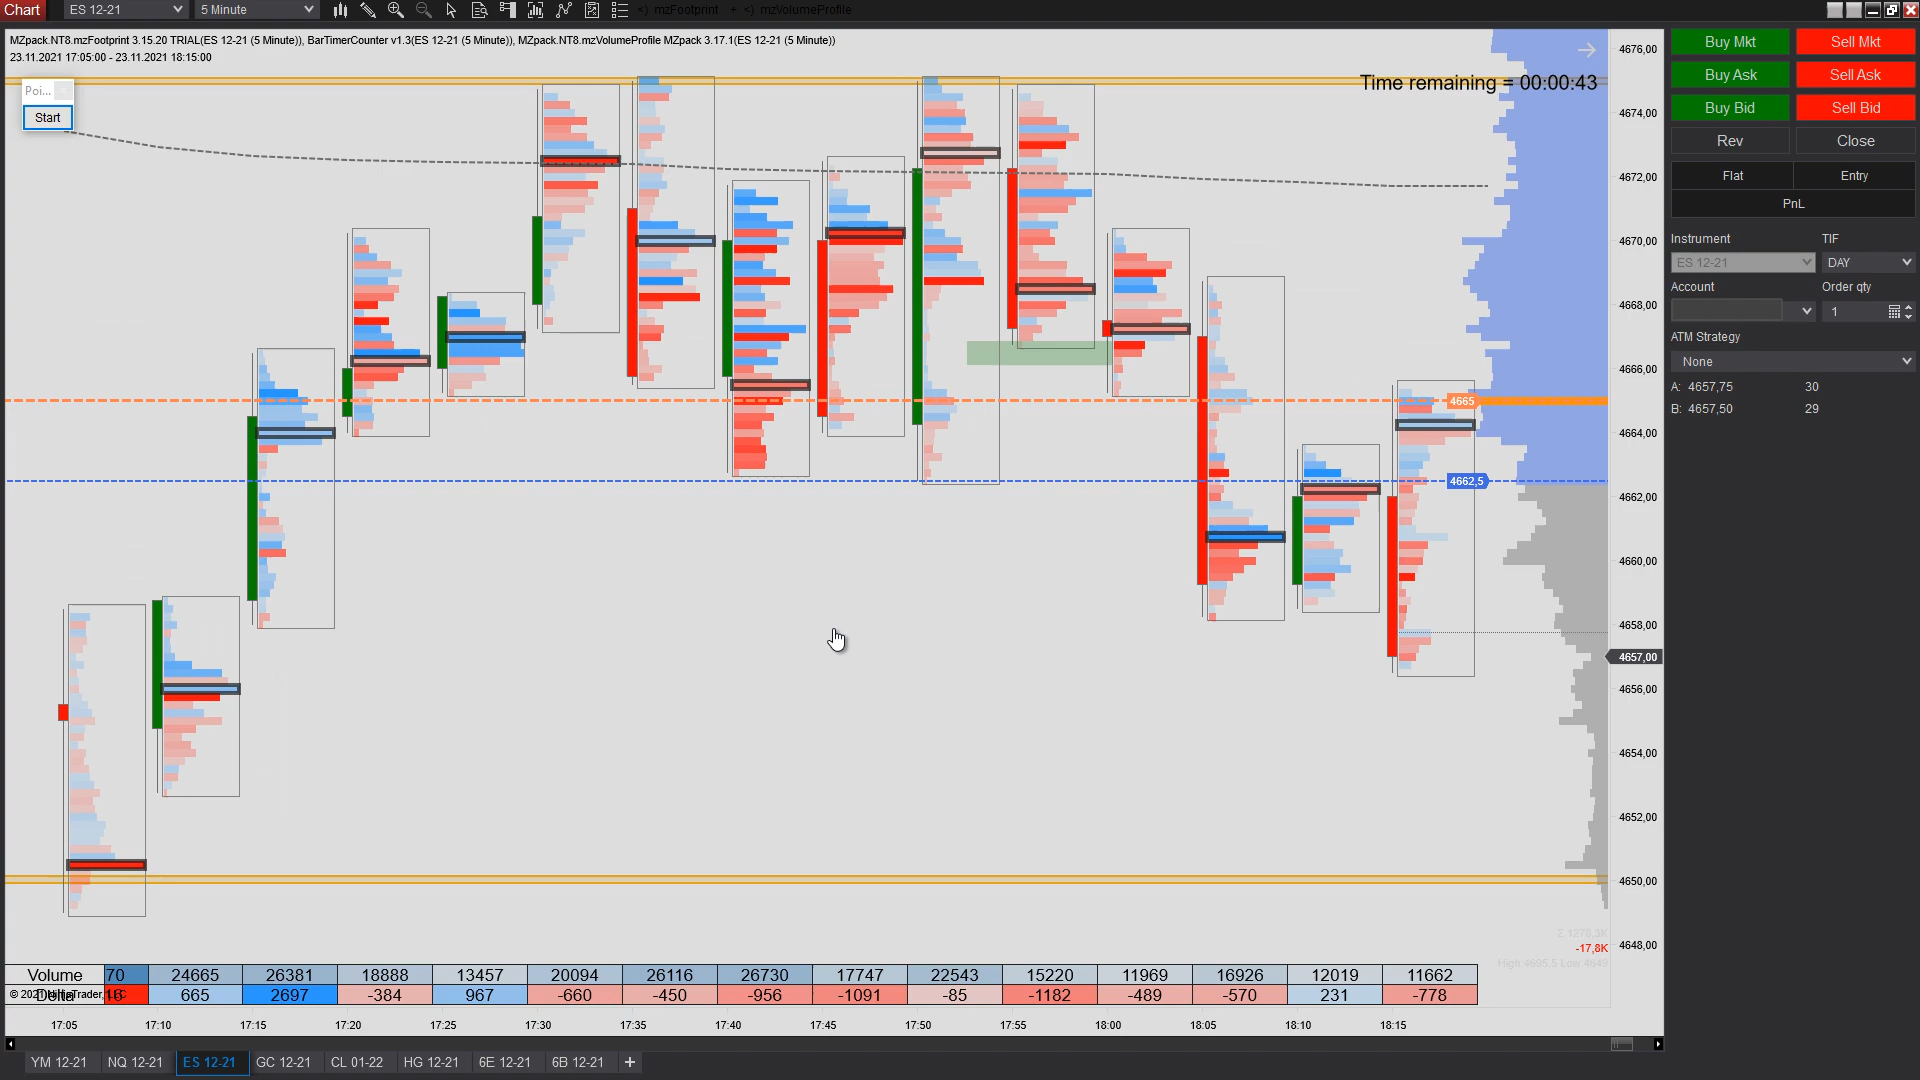 Chart ES 12-21 5 Minute mzFootprint + mzVolumeProfile
MZpack.NT8.mzFootprint 3.15.20 TRIAL(ES 12-21 (5 Minute)), BarTimerCounter v1.3(ES 12-21 (5 Minute)), MZpack.NT8.mzVolumeProfile MZpack 3.17.1(ES 12-21 (5 Minute))
23.11.2021 17:05:00 - 23.11.2021 18:15:00
Time remaining = 00:00:43
Poi...
Start
4676,00
4674,00
4672,00
4670,00
4668,00
4666,00
4665
4664,00
4662,5
4662,00
4660,00
4658,00
4657,00
4656,00
4654,00
4652,00
4650,00
4648,00
Σ 1278,3K
-17,8K
High 4695.5 Low 4649
Volume 70 24665 26381 18888 13457 20094 26116 26730 17747 22543 15220 11969 16926 12019 11662
Delta 16 665 2697 -384 967 -660 -450 -956 -1091 -85 -1182 -489 -570 231 -778
17:05 17:10 17:15 17:20 17:25 17:30 17:35 17:40 17:45 17:50 17:55 18:00 18:05 18:10 18:15
YM 12-21 NQ 12-21 ES 12-21 GC 12-21 CL 01-22 HG 12-21 6E 12-21 6B 12-21 +
Buy Mkt Sell Mkt
Buy Ask Sell Ask
Buy Bid Sell Bid
Rev Close
Flat Entry
PnL
Instrument TIF
ES 12-21 DAY
Account Order qty
1
ATM Strategy
None
A: 4657,75 30
B: 4657,50 29